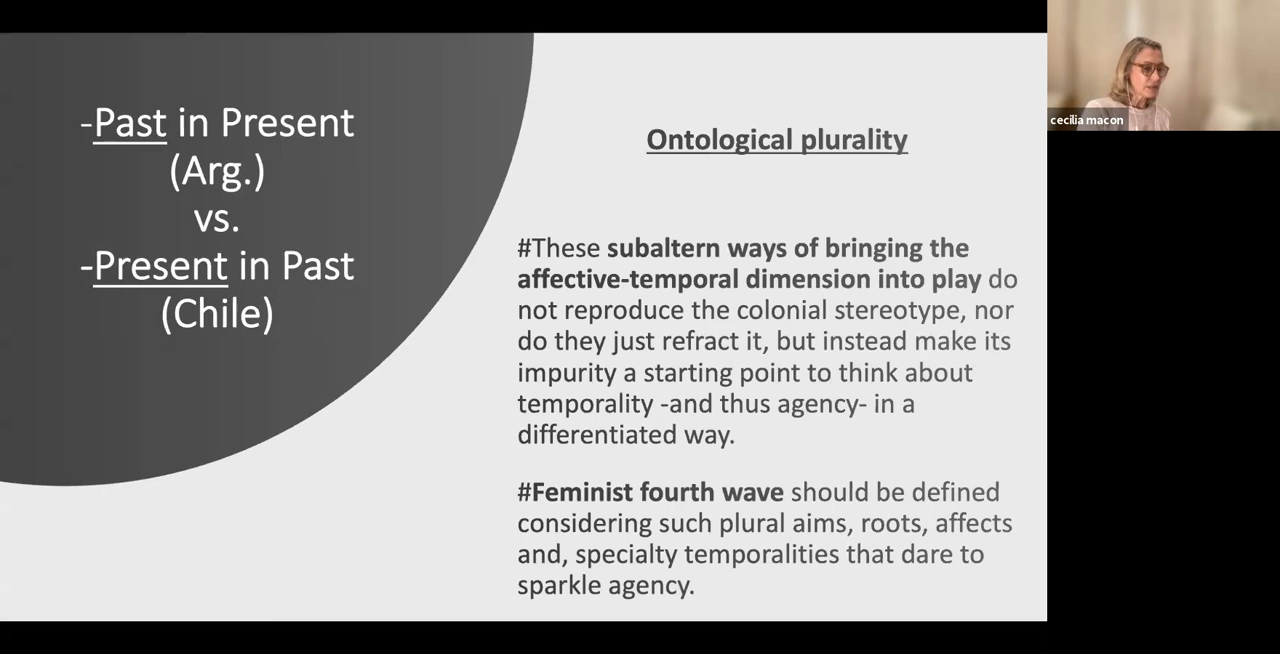 -Past in Present
(Arg.)
vs.
-Present in Past
(Chile)
Ontological plurality
#These subaltern ways of bringing the
affective-temporal dimension into play do
not reproduce the colonial stereotype, nor
do they just refract it, but instead make its
impurity a starting point to think about
temporality -and thus agency- in a
differentiated way.
#Feminist fourth wave should be defined
considering such plural aims, roots, affects
and, specialty temporalities that dare to
sparkle agency.
cecilia macon